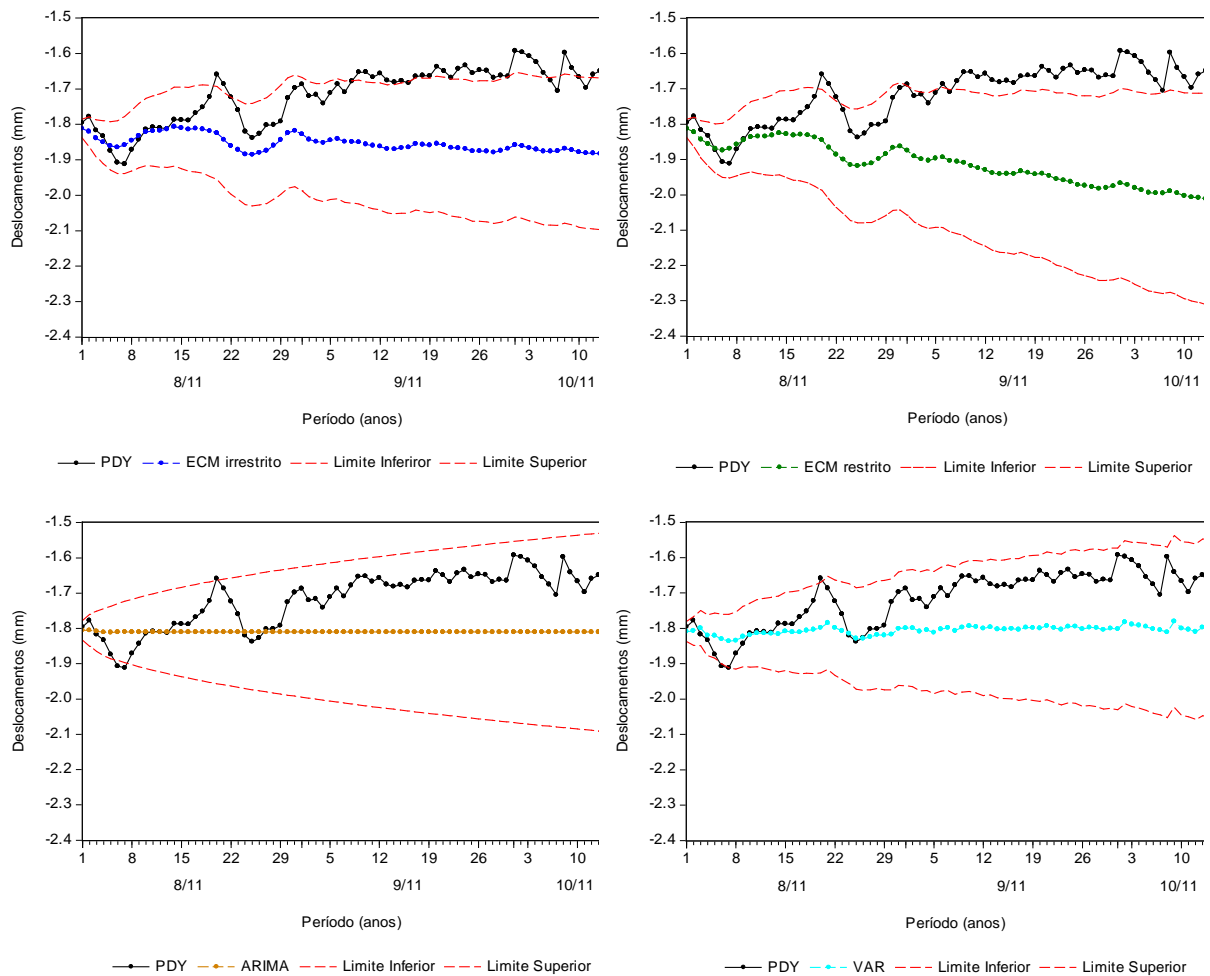 -1.5
-1.6
-1.7
-1.8
-1.9
-2.0
-2.1
-2.2
-2.3
-2.4
Deslocamentos (mm)
1 8 15 22 29 5 12 19 26 3 10
8/11 9/11 10/11
Período (anos)
PDY ECM irrestrito Limite Inferiror Limite Superior
-1.5
-1.6
-1.7
-1.8
-1.9
-2.0
-2.1
-2.2
-2.3
-2.4
Deslocamentos (mm)
1 8 15 22 29 5 12 19 26 3 10
8/11 9/11 10/11
Período (anos)
PDY ECM restrito Limite Inferior Limite Superior
-1.5
-1.6
-1.7
-1.8
-1.9
-2.0
-2.1
-2.2
-2.3
-2.4
Deslocamentos (mm)
1 8 15 22 29 5 12 19 26 3 10
8/11 9/11 10/11
Período (anos)
PDY ARIMA Limite Inferior Limite Superior
-1.5
-1.6
-1.7
-1.8
-1.9
-2.0
-2.1
-2.2
-2.3
-2.4
Deslocamentos (mm)
1 8 15 22 29 5 12 19 26 3 10
8/11 9/11 10/11
Período (anos)
PDY VAR Limite Inferior Limite Superior